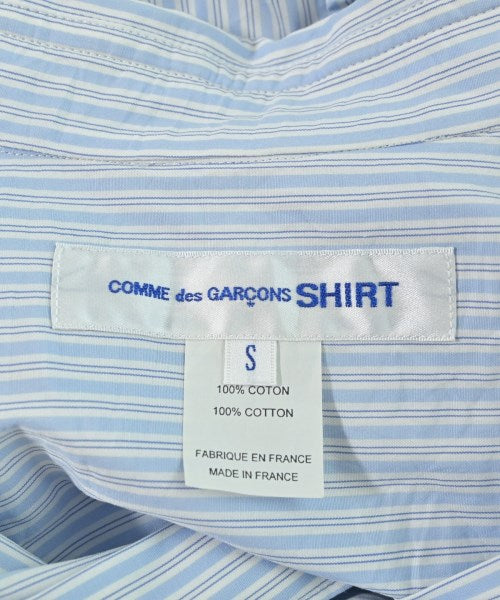 COMME des GARÇONS SHIRT
S
100% COTON
100% COTTON
FABRIQUE EN FRANCE
MADE IN FRANCE